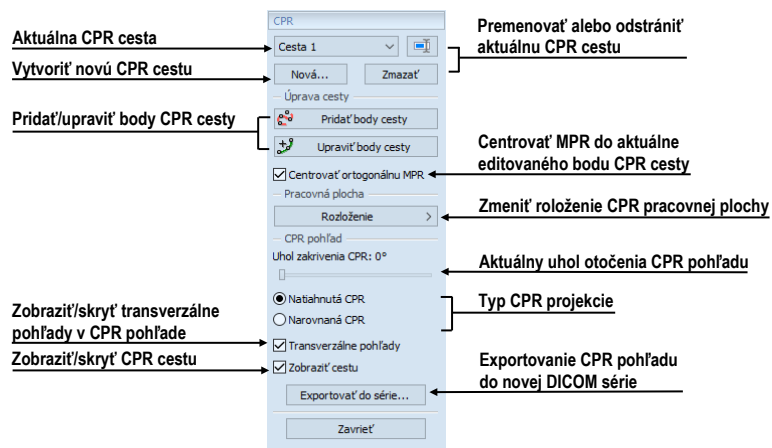 CPR
Aktuálna CPR cesta
Cesta 1
Premenovať alebo odstrániť
aktuálnu CPR cestu
Vytvoriť novú CPR cestu
Nová...
Zmazať
Úprava cesty
Pridať/upraviť body CPR cesty
Pridať body cesty
Upraviť body cesty
Centrovať MPR do aktuálne
editovaného bodu CPR cesty
Centrovať ortogonálnu MPR
Pracovná plocha
Rozloženie
Zmeniť roloženie CPR pracovnej plochy
CPR pohľad
Uhol zakrivenia CPR: 0°
Aktuálny uhol otočenia CPR pohľadu
Natiahnutá CPR
Narovnaná CPR
Typ CPR projekcie
Zobraziť/skryť transverzálne
pohľady v CPR pohľade
Transverzálne pohľady
Zobraziť/skryť CPR cestu
Zobraziť cestu
Exportovanie CPR pohľadu
do novej DICOM série
Exportovať do série...
Zavrieť